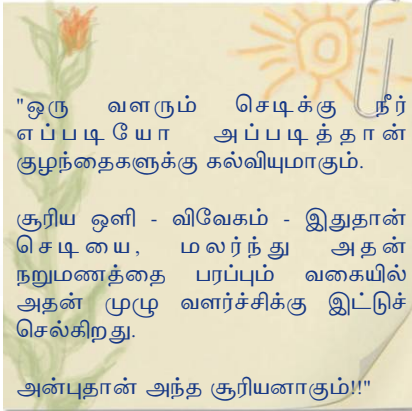 "ஒரு வளரும் செடிக்கு நீர்
எப்படியோ அப்படித்தான்
குழந்தைகளுக்கு கல்வியுமாகும்.
சூரிய ஒளி - விவேகம் - இதுதான்
செடியை, மலர்ந்து அதன்
நறுமணத்தை பரப்பும் வகையில்
அதன் முழு வளர்ச்சிக்கு இட்டுச்
செல்கிறது.
அன்புதான் அந்த சூரியனாகும்!!"